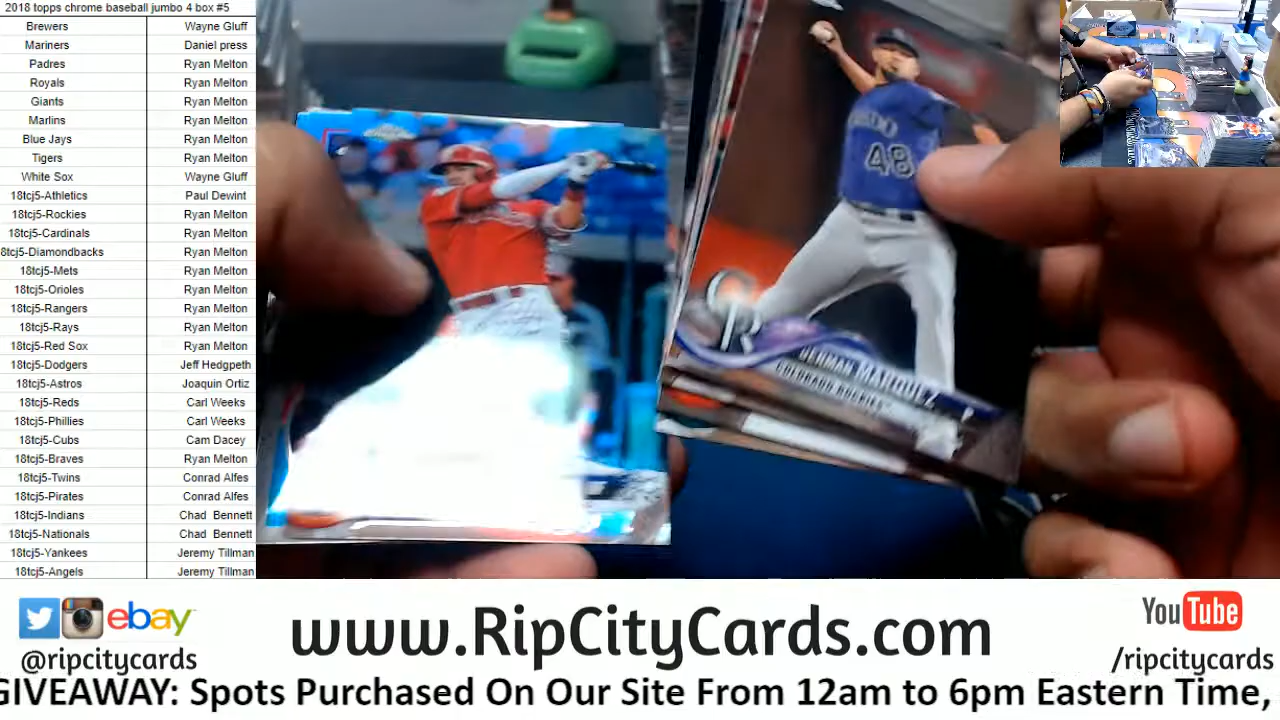 2018 topps chrome baseball jumbo 4 box #5
Brewers Wayne Gluff
Mariners Daniel press
Padres Ryan Melton
Royals Ryan Melton
Giants Ryan Melton
Marlins Ryan Melton
Blue Jays Ryan Melton
Tigers Ryan Melton
White Sox Wayne Gluff
18tcj5-Athletics Paul Dewint
18tcj5-Rockies Ryan Melton
18tcj5-Cardinals Ryan Melton
8tcj5-Diamondbacks Ryan Melton
18tcj5-Mets Ryan Melton
18tcj5-Orioles Ryan Melton
18tcj5-Rangers Ryan Melton
18tcj5-Rays Ryan Melton
18tcj5-Red Sox Ryan Melton
18tcj5-Dodgers Jeff Hedgpeth
18tcj5-Astros Joaquin Ortiz
18tcj5-Reds Carl Weeks
18tcj5-Phillies Carl Weeks
18tcj5-Cubs Cam Dacey
18tcj5-Braves Ryan Melton
18tcj5-Twins Conrad Alfes
18tcj5-Pirates Conrad Alfes
18tcj5-Indians Chad Bennett
18tcj5-Nationals Chad Bennett
18tcj5-Yankees Jeremy Tillman
18tcj5-Angels Jeremy Tillman
48
GERMAN MARQUEZ P
COLORADO ROCKIES
ebay
@ripcitycards
www.RipCityCards.com
YouTube
/ripcitycards
GIVEAWAY: Spots Purchased On Our Site From 12am to 6pm Eastern Time,